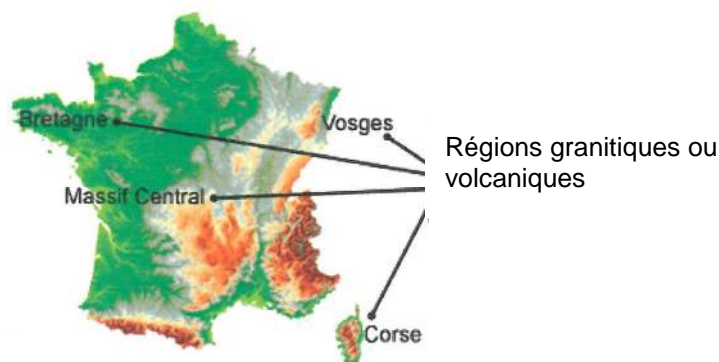 Bretagne
Vosges
Régions granitiques ou
volcaniques
Massif Central
Corse